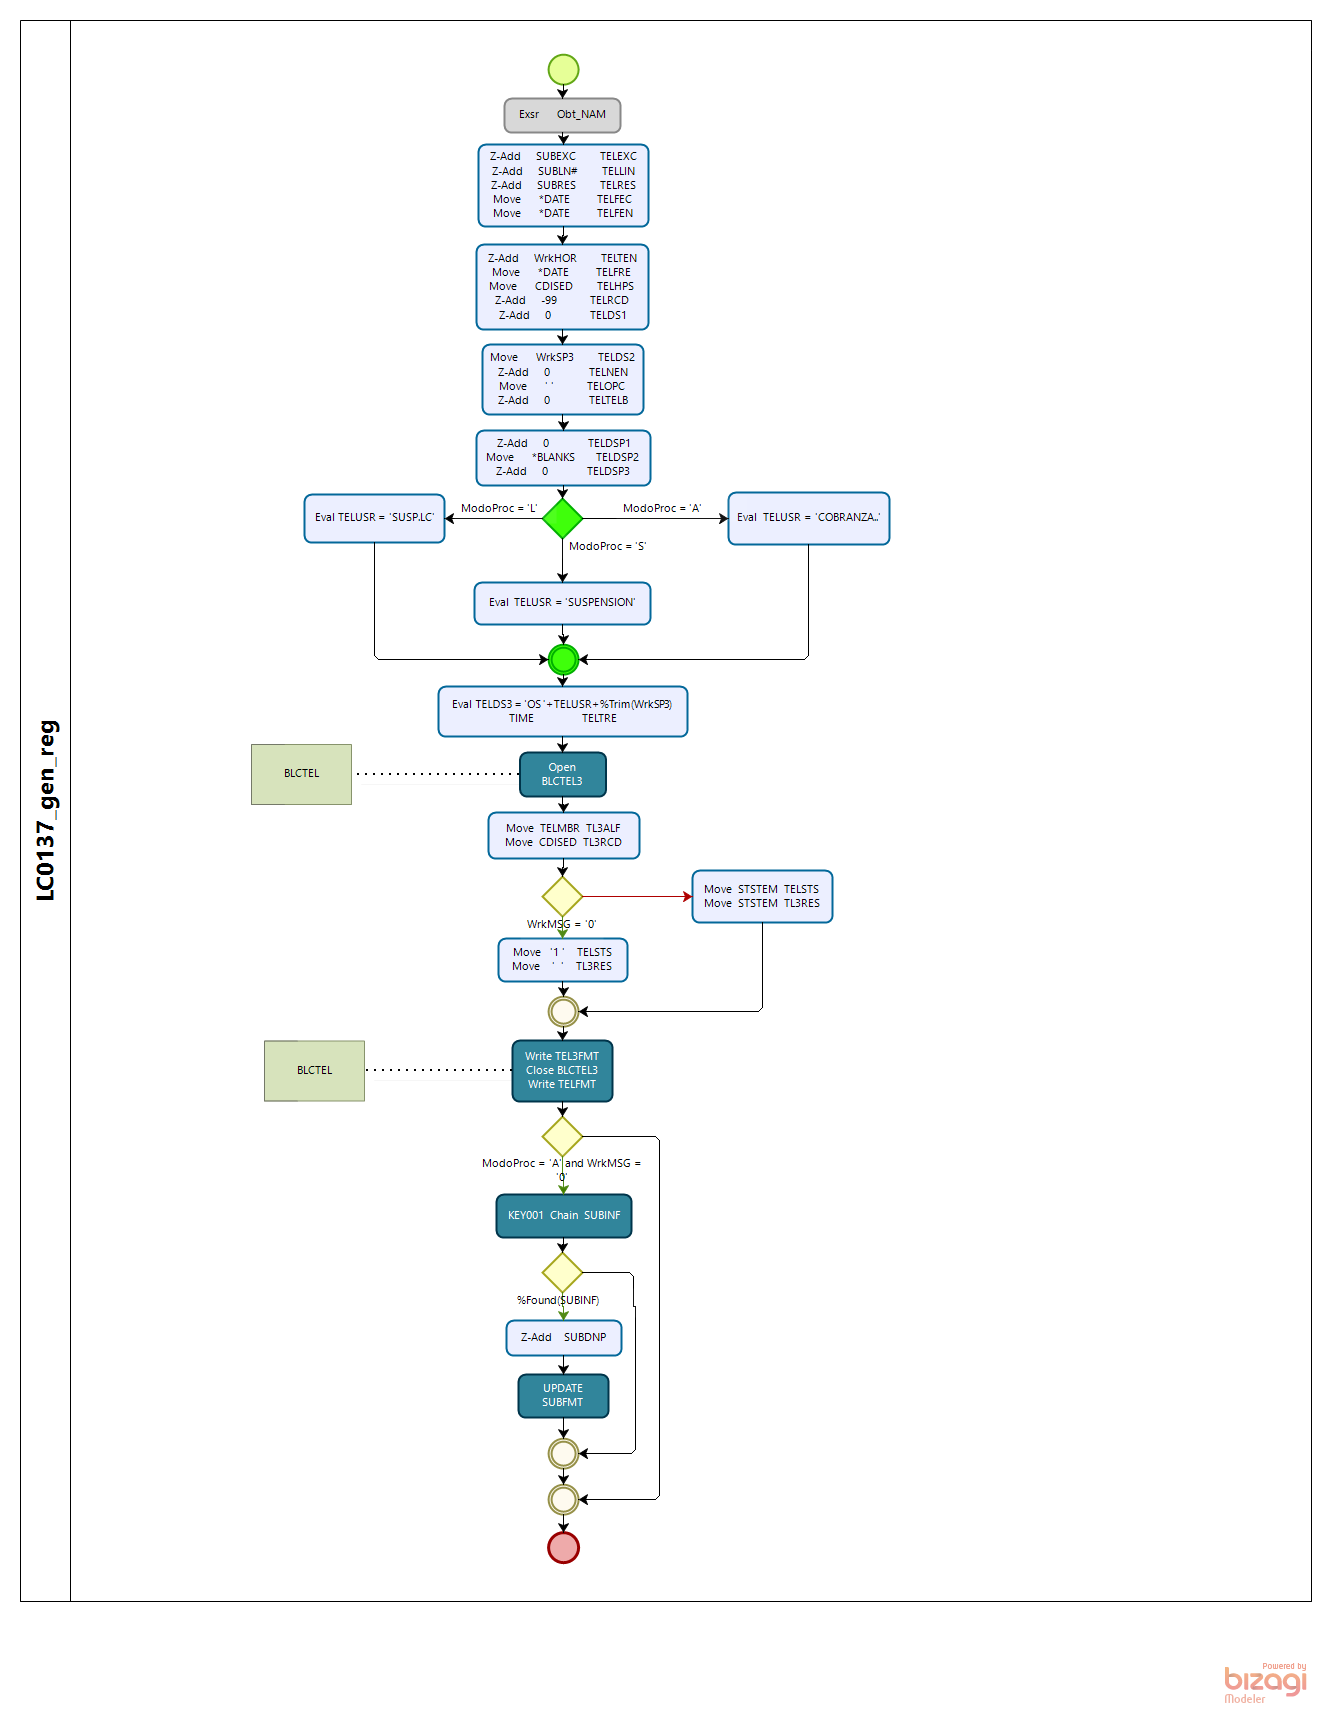 LC0137_gen_reg
Exsr Obt_NAM
Z-Add SUBEXC TELEXC
Z-Add SUBLN# TELLIN
Z-Add SUBRES TELRES
Move *DATE TELFEC
Move *DATE TELFEN
Z-Add WrkHOR TELTEN
Move *DATE TELFRE
Move CDISED TELHPS
Z-Add -99 TELRCD
Z-Add 0 TELDS1
Move WrkSP3 TELDS2
Z-Add 0 TELNEN
Move ' ' TELOPC
Z-Add 0 TELTELB
Z-Add 0 TELDSP1
Move *BLANKS TELDSP2
Z-Add 0 TELDSP3
ModoProc = 'L'
ModoProc = 'A'
Eval TELUSR = 'SUSP.LC'
Eval TELUSR = 'COBRANZA..'
ModoProc = 'S'
Eval TELUSR = 'SUSPENSION'
Eval TELDS3 = 'OS '+TELUSR+%Trim(WrkSP3)
TIME TELTRE
BLCTEL
Open
BLCTEL3
Move TELMBR TL3ALF
Move CDISED TL3RCD
Move STSTEM TELSTS
Move STSTEM TL3RES
WrkMSG = '0'
Move '1 ' TELSTS
Move ' ' TL3RES
BLCTEL
Write TEL3FMT
Close BLCTEL3
Write TELFMT
ModoProc = 'A' and WrkMSG =
'0'
KEY001 Chain SUBINF
%Found(SUBINF)
Z-Add SUBDNP
UPDATE
SUBFMT
Powered by
bizagi
Modeler